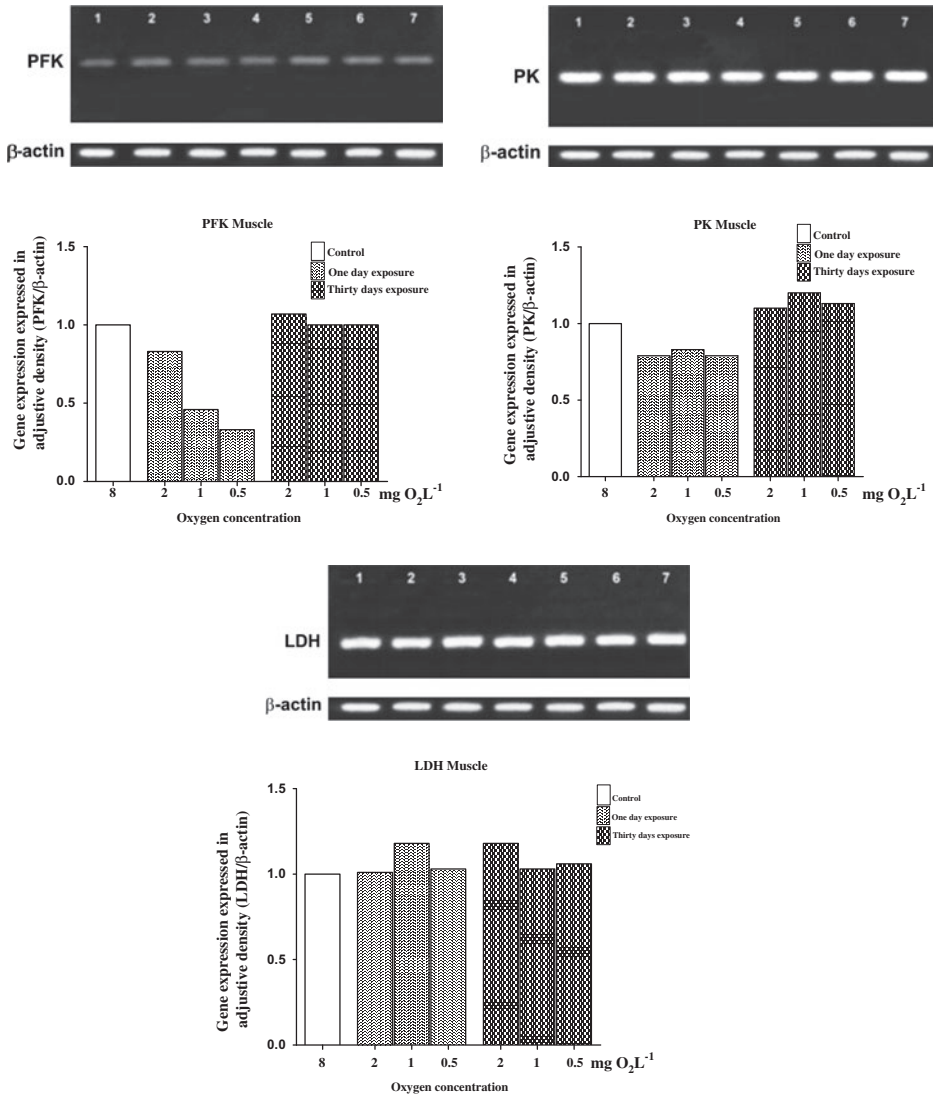 1 2 3 4 5 6 7
PFK
β-actin
PFK Muscle
Gene expression expressed in
adjustive density (PFK/β-actin)
1.5
1.0
0.5
0.0
Control
One day exposure
Thirty days exposure
8 2 1 0.5 2 1 0.5 mg O₂L⁻¹
Oxygen concentration
1 2 3 4 5 6 7
PK
β-actin
PK Muscle
Gene expression expressed in
adjustive density (PK/β-actin)
1.5
1.0
0.5
0.0
Control
One day exposure
Thirty days exposure
8 2 1 0.5 2 1 0.5 mg O₂L⁻¹
Oxygen concentration
1 2 3 4 5 6 7
LDH
β-actin
LDH Muscle
Gene expression expressed in
adjustive density (LDH/β-actin)
1.5
1.0
0.5
0.0
Control
One day exposure
Thirty days exposure
8 2 1 0.5 2 1 0.5 mg O₂L⁻¹
Oxygen concentration